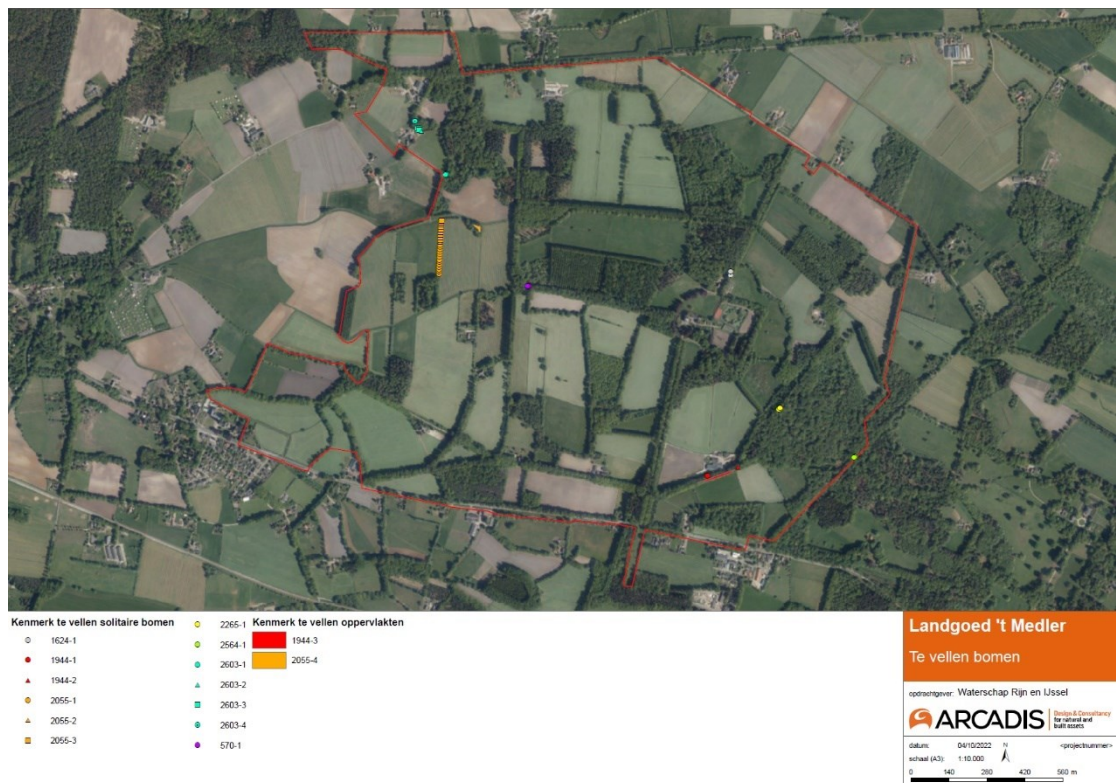 Kenmerk te vellen solitaire bomen
1624-1
1944-1
1944-2
2055-1
2055-2
2055-3
2265-1
2564-1
2603-1
2603-2
2603-3
2603-4
570-1
Kenmerk te vellen oppervlakten
1944-3
2055-4
Landgoed 't Medler
Te vellen bomen
opdrachtgever: Waterschap Rijn en IJssel
ARCADIS
Design & Consultancy
for natural and
built assets
datum: 04/10/2022 N <projectnummer>
schaal (A3): 1:10.000
0 140 280 420 560 m